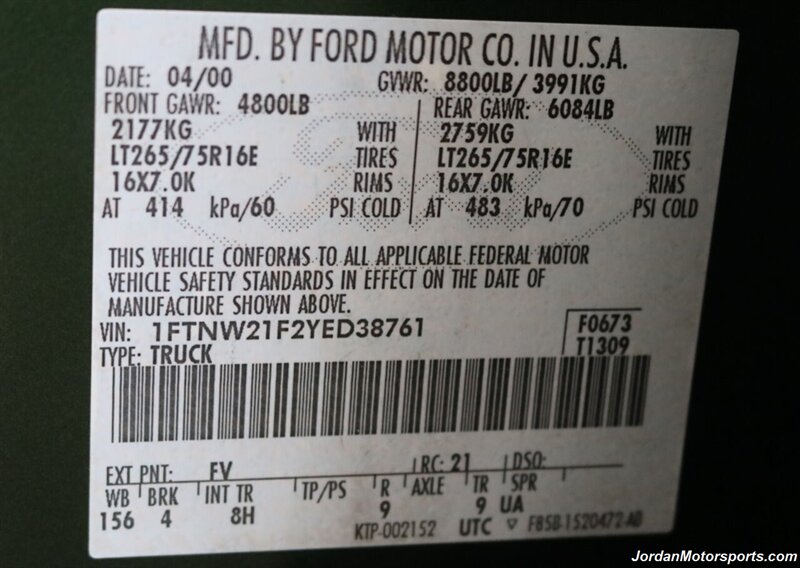 MFD. BY FORD MOTOR CO. IN U.S.A.
DATE: 04/00 GVWR: 8800LB/ 3991KG
FRONT GAWR: 4800LB REAR GAWR: 6084LB
2177KG WITH 2759KG WITH
LT265/75R16E TIRES LT265/75R16E TIRES
16X7.0K RIMS 16X7.0K RIMS
AT 414 kPa/60 PSI COLD AT 483 kPa/70 PSI COLD
THIS VEHICLE CONFORMS TO ALL APPLICABLE FEDERAL MOTOR
VEHICLE SAFETY STANDARDS IN EFFECT ON THE DATE OF
MANUFACTURE SHOWN ABOVE.
VIN: 1FTNW21F2YED38761 F0673
TYPE: TRUCK T1309
EXT PNT: FV RC: 21 DSO:
WB BRK INT TR TP/PS R AXLE TR SPR
156 4 8H 9 9 UA
KTP-002152 UTC F85B-1520472-AB
JordanMotorsports.com